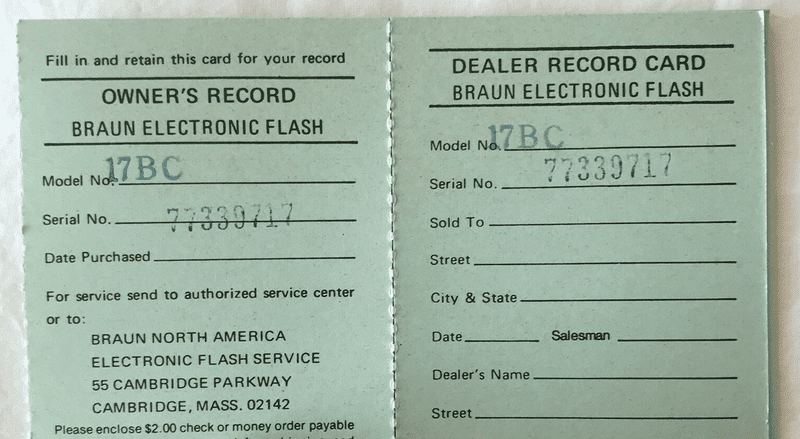 Fill in and retain this card for your record
OWNER'S RECORD
BRAUN ELECTRONIC FLASH
Model No. 17BC
Serial No. 77339717
Date Purchased
For service send to authorized service center
or to:
BRAUN NORTH AMERICA
ELECTRONIC FLASH SERVICE
55 CAMBRIDGE PARKWAY
CAMBRIDGE, MASS. 02142
Please enclose $2.00 check or money order payable
DEALER RECORD CARD
BRAUN ELECTRONIC FLASH
Model No. 17BC
Serial No. 77339717
Sold To
Street
City & State
Date Salesman
Dealer's Name
Street